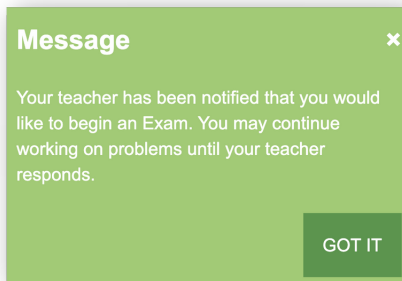 Message
×
Your teacher has been notified that you would
like to begin an Exam. You may continue
working on problems until your teacher
responds.
GOT IT